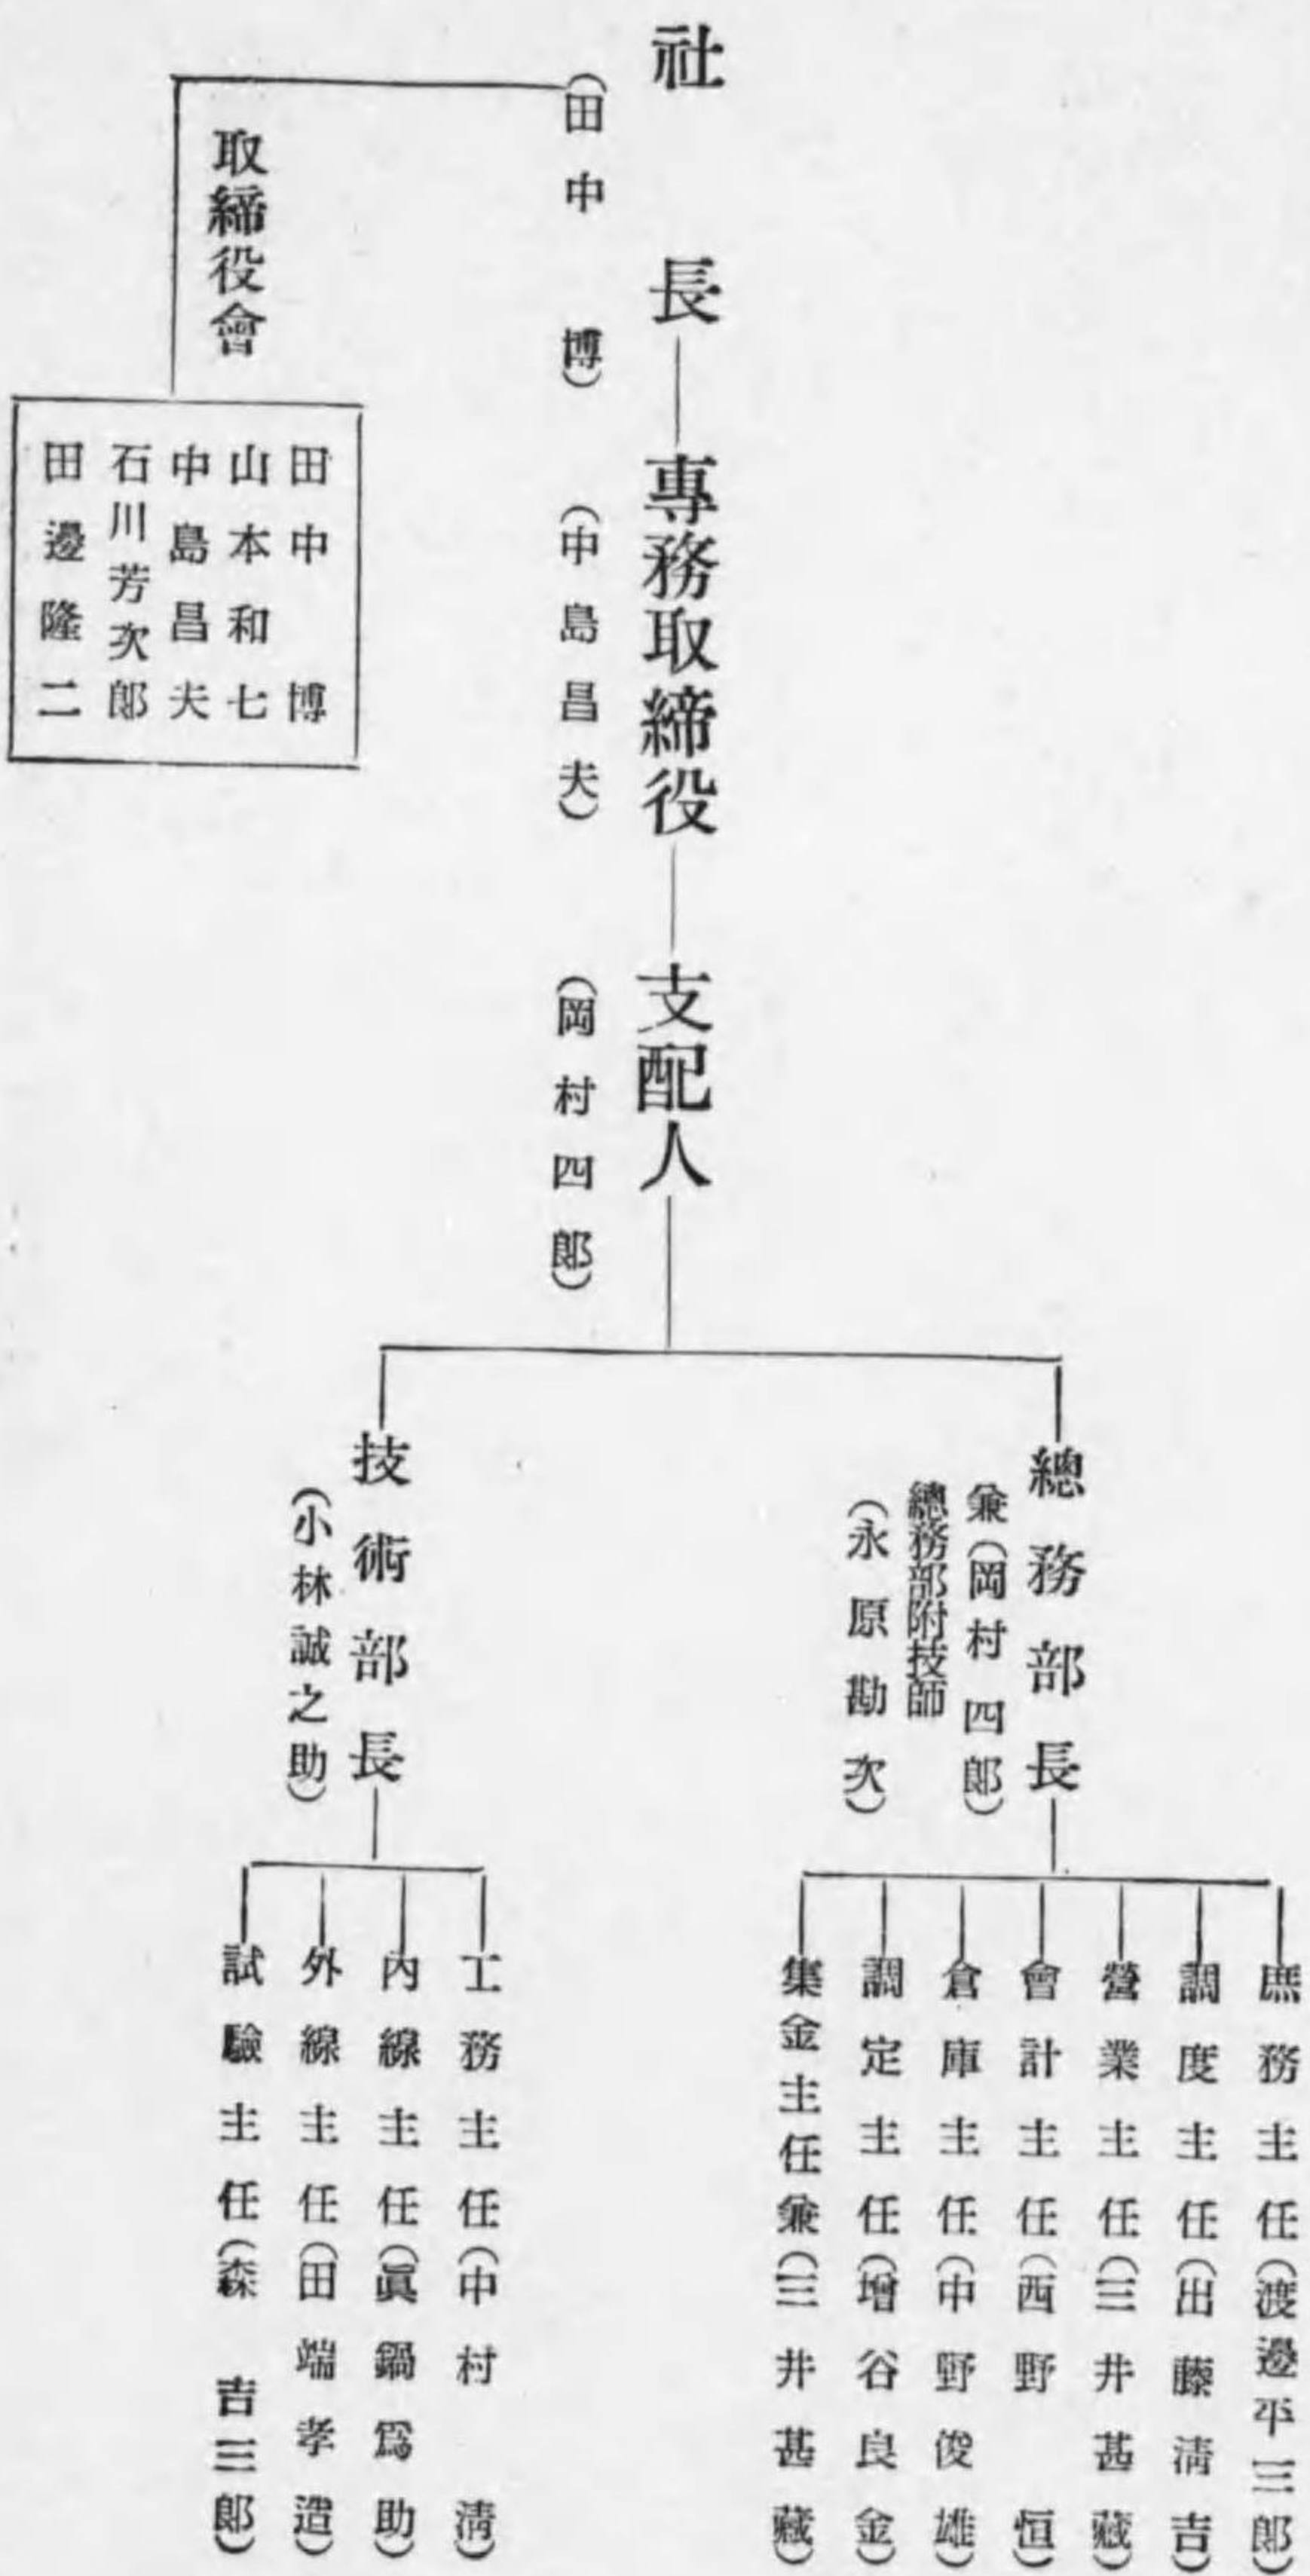 社長
(田中博)
專務取締役
(中島昌夫)
支配人
(岡村四郎)
取締役會
田中博
山本和七
中島昌夫
石川芳次郎
田邊隆二
總務部長
兼(岡村四郎)
總務部附技師
(永原勘次)
庶務主任(渡邊平三郎)
調度主任(出藤淸吉)
營業主任(三井甚藏)
會計主任(西野恒)
倉庫主任(中野俊雄)
調定主任(增谷良金)
集金主任兼(三井甚藏)
技術部長
(小林誠之助)
工務主任(中村淸)
內線主任(眞鍋爲助)
外線主任(田端孝造)
試驗主任(森吉三郎)